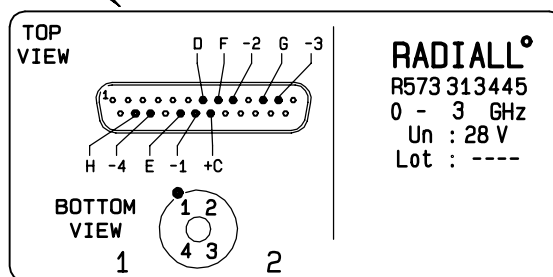 TOP
VIEW
D F -2 G -3
1
H -4 E -1 +C
BOTTOM
VIEW
1 2
4 3
1 2
RADIALL°
R573 313445
0 - 3 GHz
Un : 28 V
Lot : ----